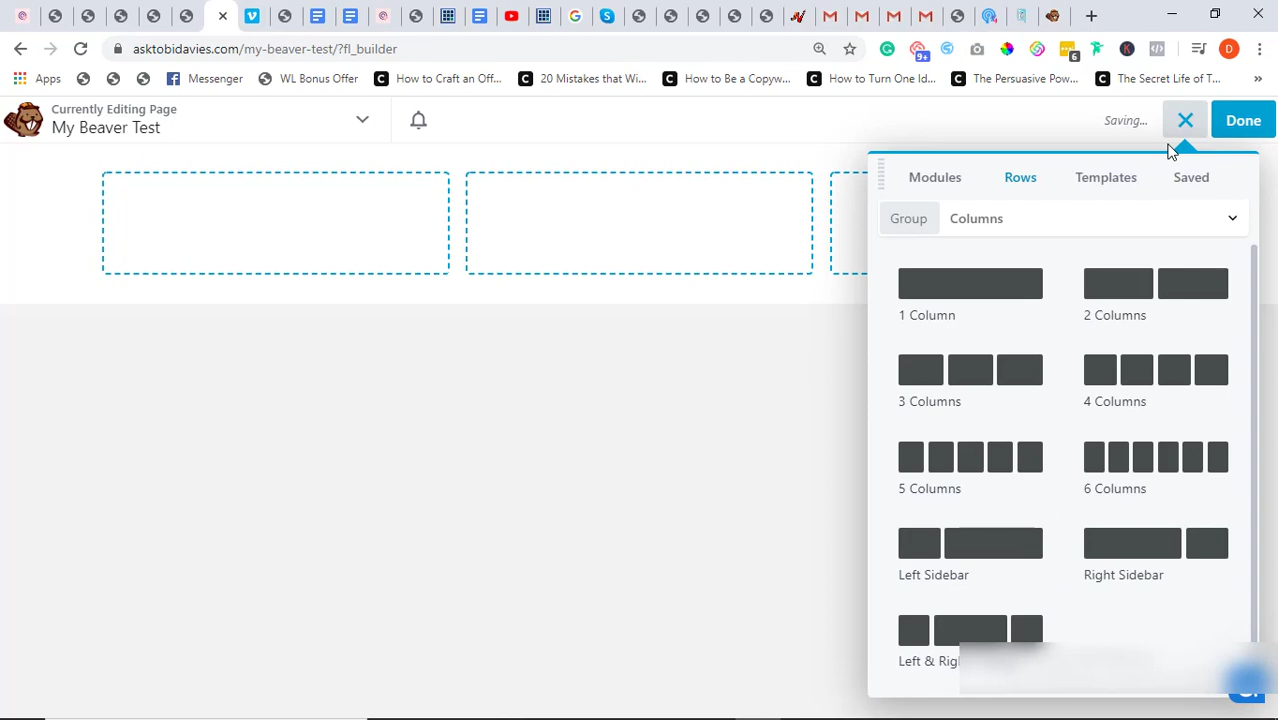 9+
6
D
asktobidavies.com/my-beaver-test/?fl_builder
Apps
Messenger
WL Bonus Offer
How to Craft an Off...
20 Mistakes that Wi...
How to Be a Copyw...
How to Turn One Id...
The Persuasive Pow...
The Secret Life of T...
»
Currently Editing Page
My Beaver Test
Saving...
Done
Modules
Rows
Templates
Saved
Group
Columns
1 Column
2 Columns
3 Columns
4 Columns
5 Columns
6 Columns
Left Sidebar
Right Sidebar
Left & Rig